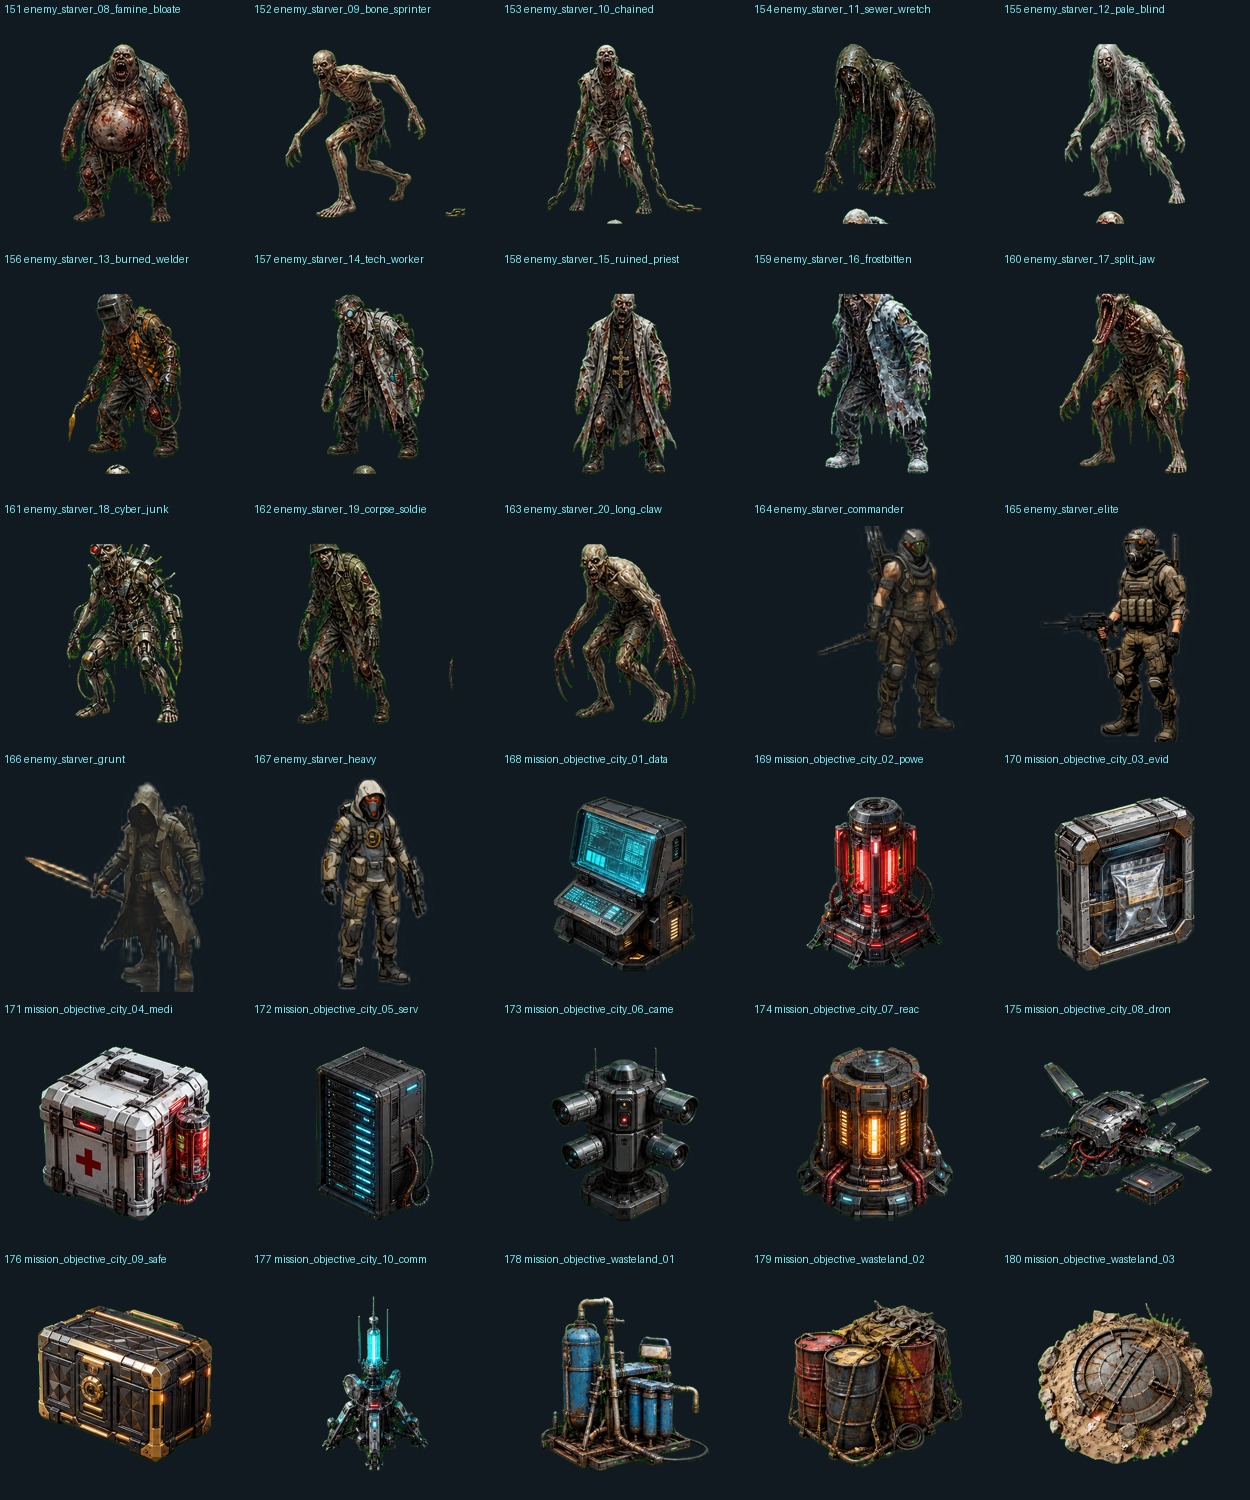 151 enemy_starver_08_famine_bloate
152 enemy_starver_09_bone_sprinter
153 enemy_starver_10_chained
154 enemy_starver_11_sewer_wretch
155 enemy_starver_12_pale_blind
156 enemy_starver_13_burned_welder
157 enemy_starver_14_tech_worker
158 enemy_starver_15_ruined_priest
159 enemy_starver_16_frostbitten
160 enemy_starver_17_split_jaw
161 enemy_starver_18_cyber_junk
162 enemy_starver_19_corpse_soldie
163 enemy_starver_20_long_claw
164 enemy_starver_commander
165 enemy_starver_elite
166 enemy_starver_grunt
167 enemy_starver_heavy
168 mission_objective_city_01_data
169 mission_objective_city_02_powe
170 mission_objective_city_03_evid
171 mission_objective_city_04_medi
172 mission_objective_city_05_serv
173 mission_objective_city_06_came
174 mission_objective_city_07_reac
175 mission_objective_city_08_dron
176 mission_objective_city_09_safe
177 mission_objective_city_10_comm
178 mission_objective_wasteland_01
179 mission_objective_wasteland_02
180 mission_objective_wasteland_03